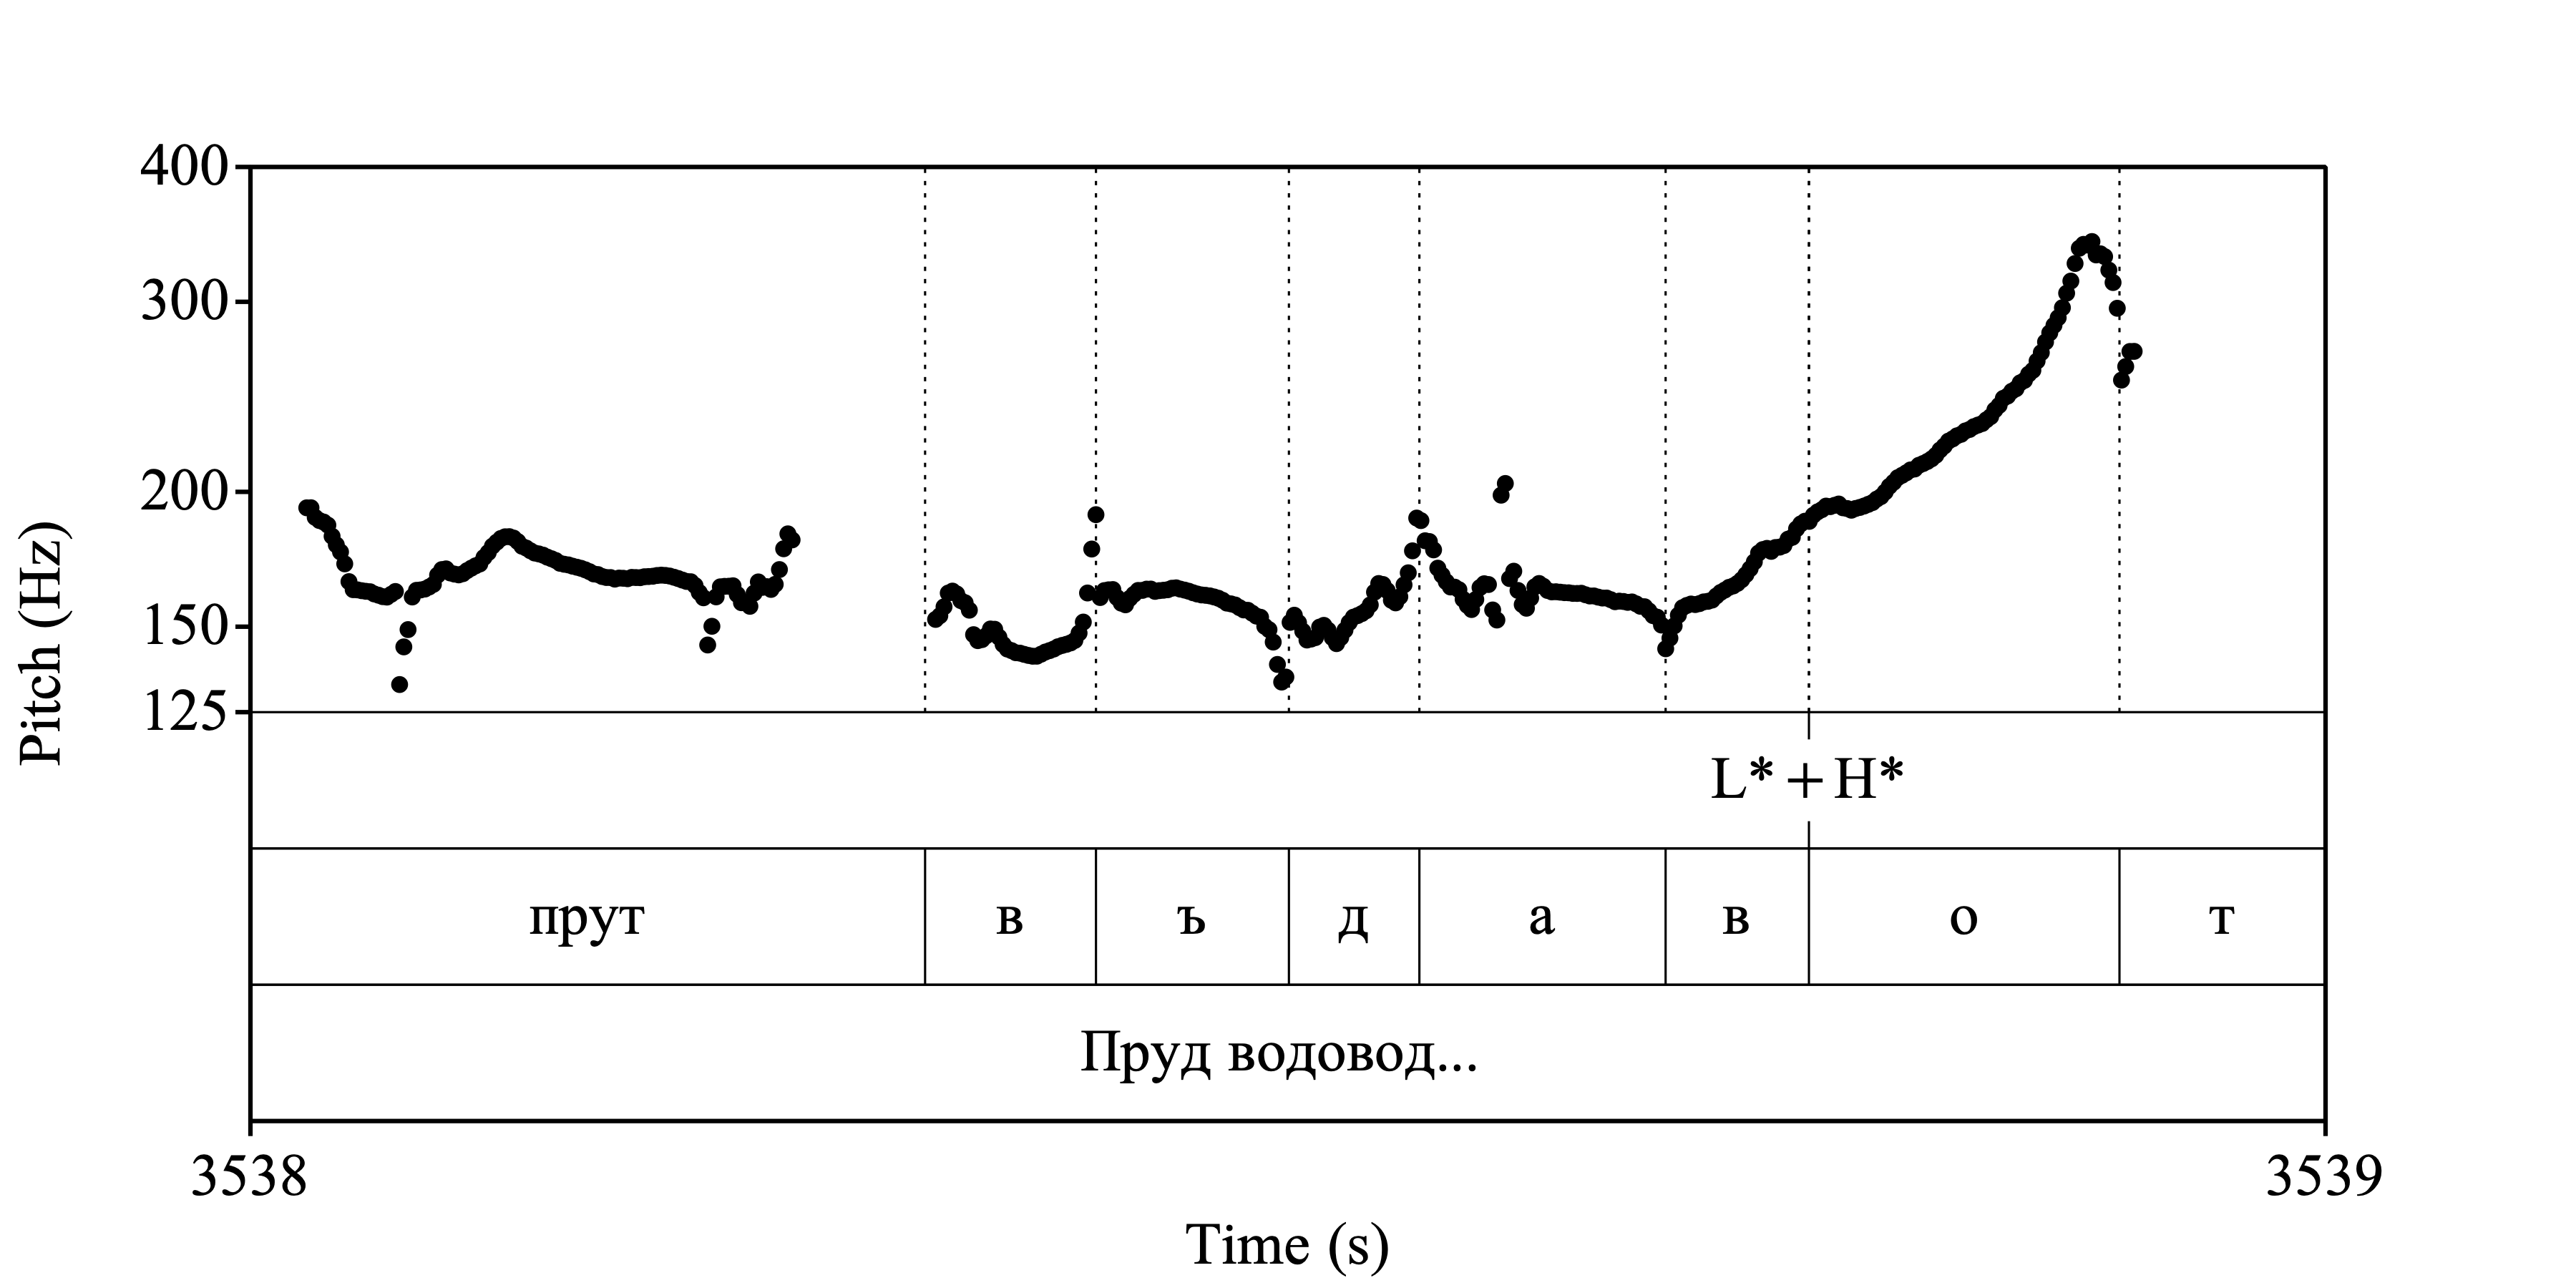 400
300
200
150
125
Pitch (Hz)
L*+H*
прут в ъ д а в о т
Пруд водовод...
3538 3539
Time (s)